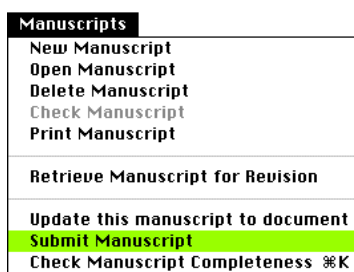 Manuscripts
New Manuscript
Open Manuscript
Delete Manuscript
Check Manuscript
Print Manuscript
Retrieve Manuscript for Revision
Update this manuscript to document
Submit Manuscript
Check Manuscript Completeness ⌘K